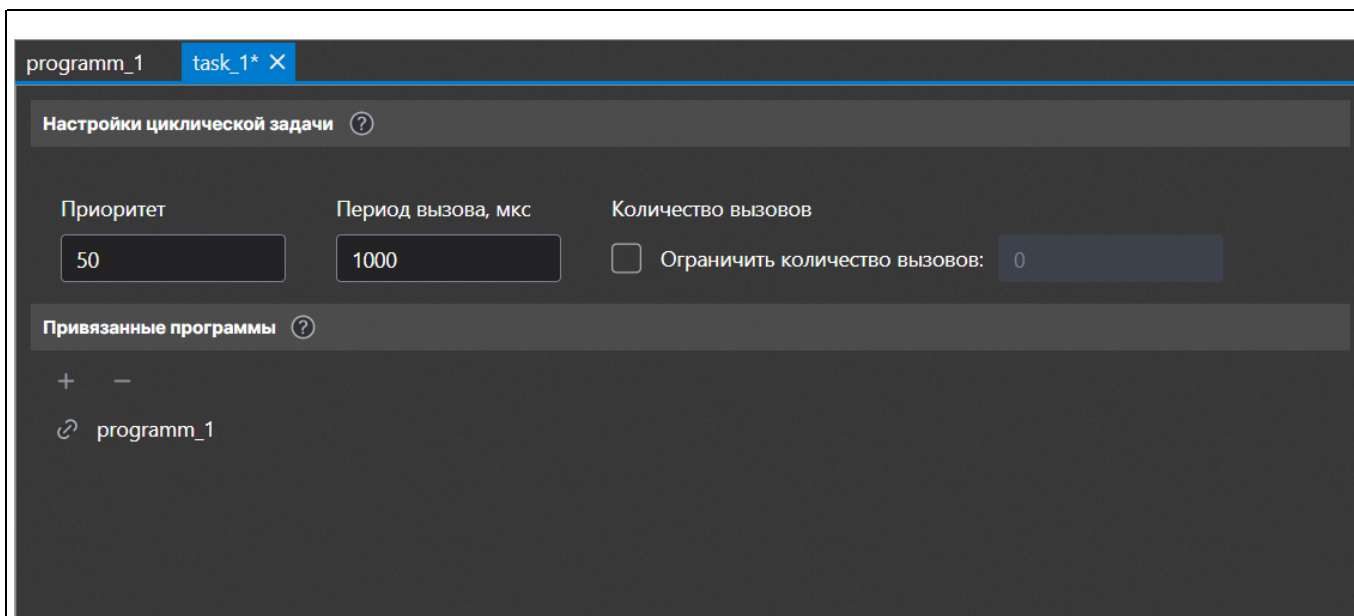 programm_1 task_1*
Настройки циклической задачи ?
Приоритет Период вызова, мкс Количество вызовов
50 1000 Ограничить количество вызовов: 0
Привязанные программы ?
+ −
programm_1